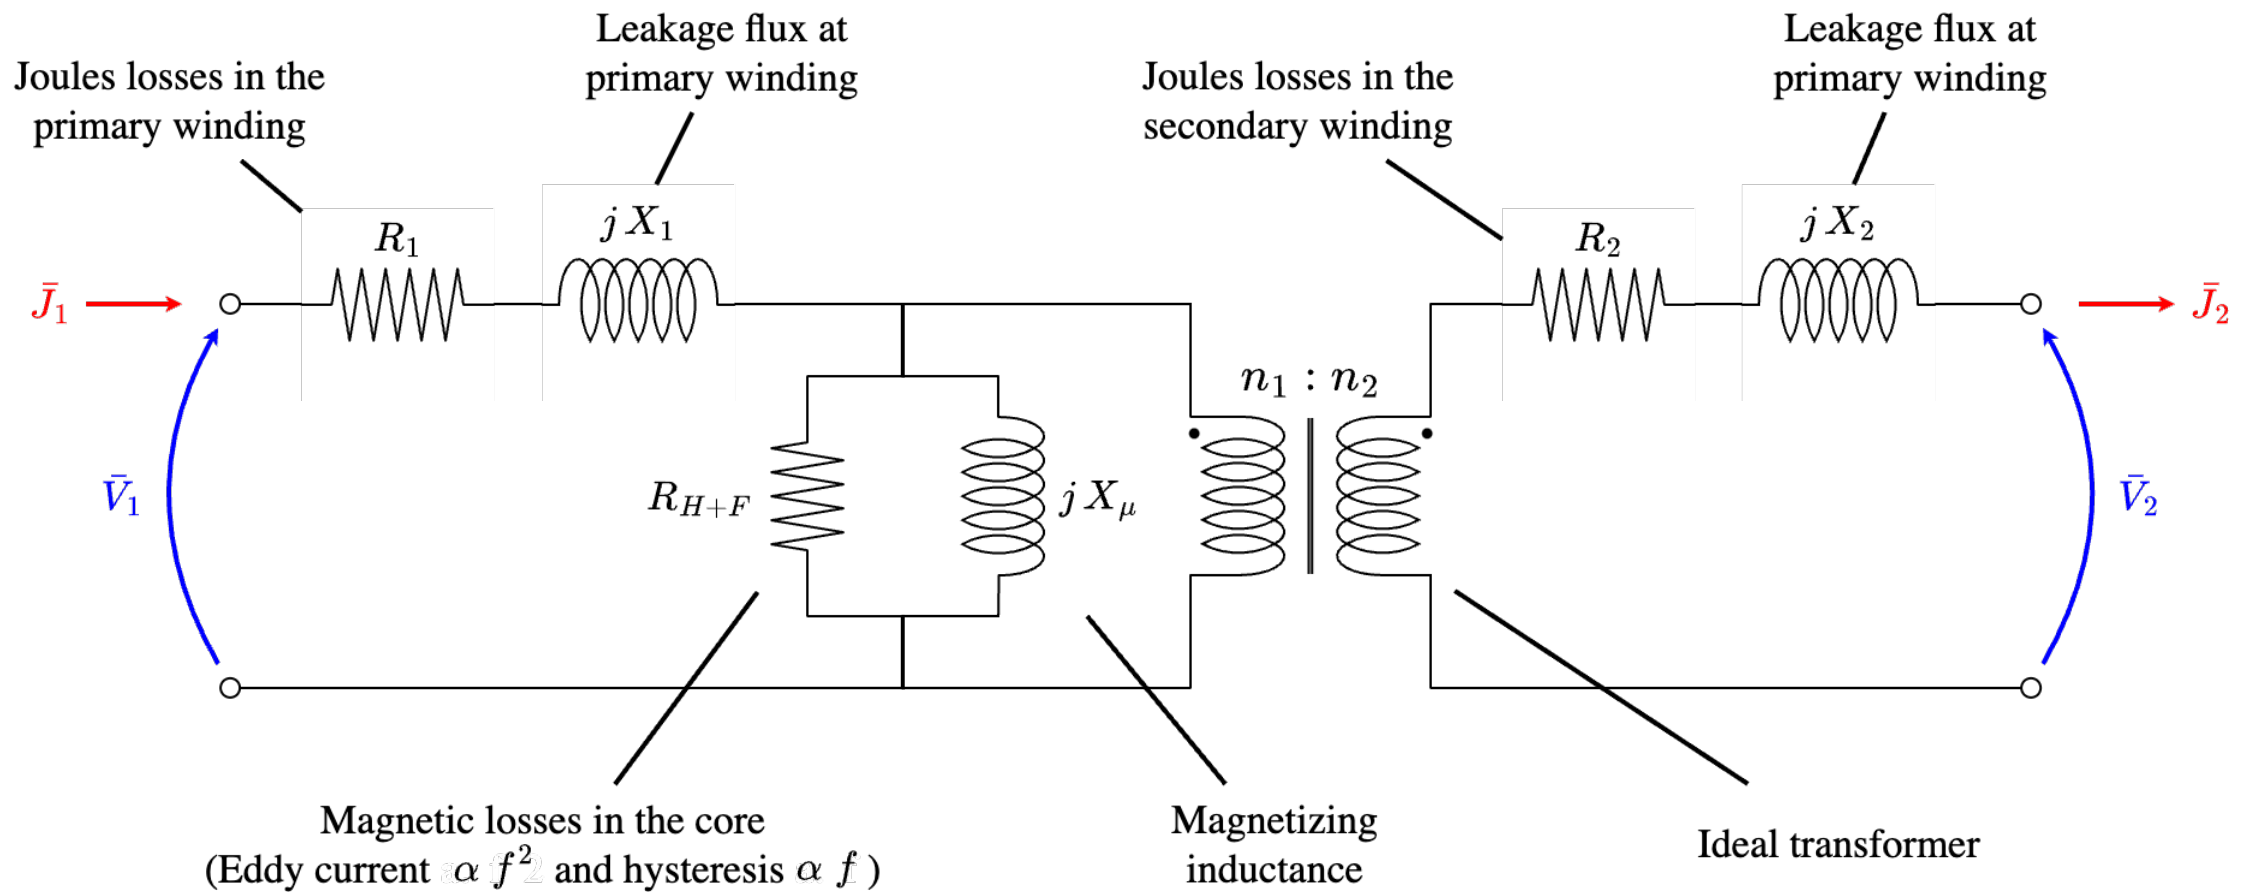 Leakage flux at
primary winding
Leakage flux at
primary winding
Joules losses in the
primary winding
Joules losses in the
secondary winding
R₁
j X₁
R₂
j X₂
J̄₁
J̄₂
n₁ : n₂
V̄₁
R_{H+F}
j X_μ
V̄₂
Magnetic losses in the core
(Eddy current α f² and hysteresis α f )
Magnetizing
inductance
Ideal transformer